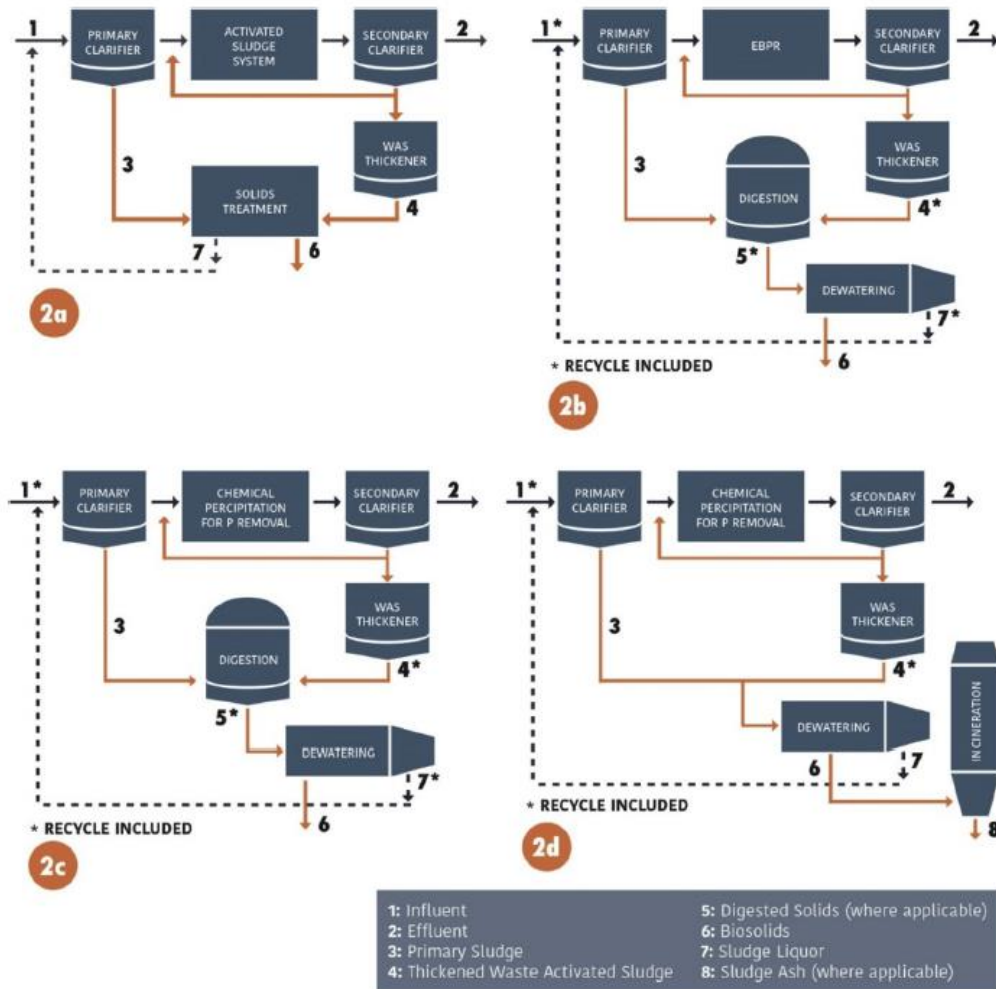 1
PRIMARY
CLARIFIER
ACTIVATED
SLUDGE
SYSTEM
SECONDARY
CLARIFIER
2
3
WAS
THICKENER
SOLIDS
TREATMENT
4
7
6
2a
1*
PRIMARY
CLARIFIER
EBPR
SECONDARY
CLARIFIER
2
3
WAS
THICKENER
DIGESTION
4*
5*
DEWATERING
7*
6
* RECYCLE INCLUDED
2b
1*
PRIMARY
CLARIFIER
CHEMICAL
PERCIPITATION
FOR P REMOVAL
SECONDARY
CLARIFIER
2
3
WAS
THICKENER
DIGESTION
4*
5*
DEWATERING
7*
6
* RECYCLE INCLUDED
2c
1*
PRIMARY
CLARIFIER
CHEMICAL
PERCIPITATION
FOR P REMOVAL
SECONDARY
CLARIFIER
2
3
WAS
THICKENER
4*
DEWATERING
IN CINERATION
6
7
8
* RECYCLE INCLUDED
2d
1: Influent
2: Effluent
3: Primary Sludge
4: Thickened Waste Activated Sludge
5: Digested Solids (where applicable)
6: Biosolids
7: Sludge Liquor
8: Sludge Ash (where applicable)